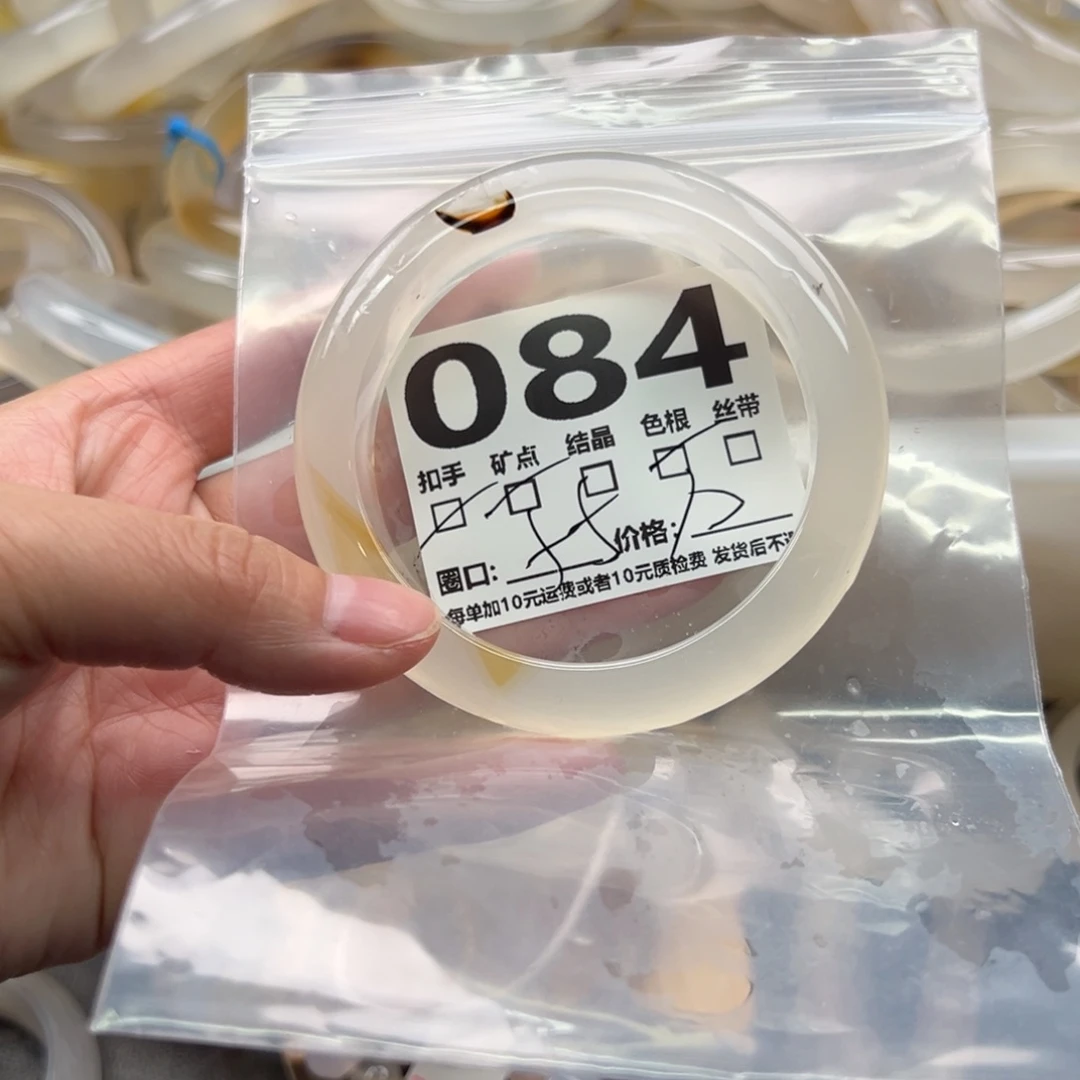 084
扣手 矿点 结晶 色根 丝带
圈口: 价格:
每单加10元运费或者10元质检费 发货后不退